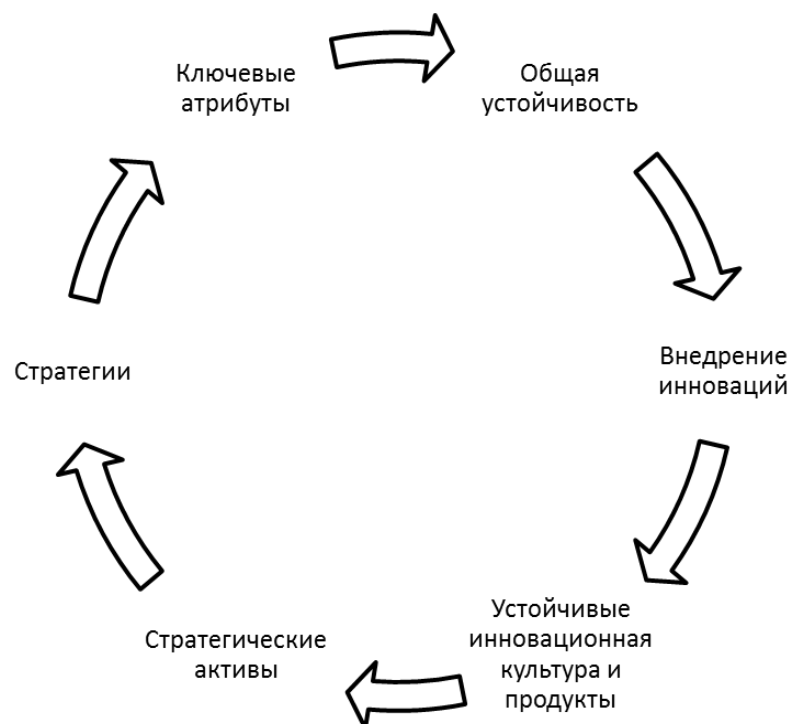 Ключевые
атрибуты
Общая
устойчивость
Внедрение
инноваций
Устойчивые
инновационная
культура и
продукты
Стратегические
активы
Стратегии